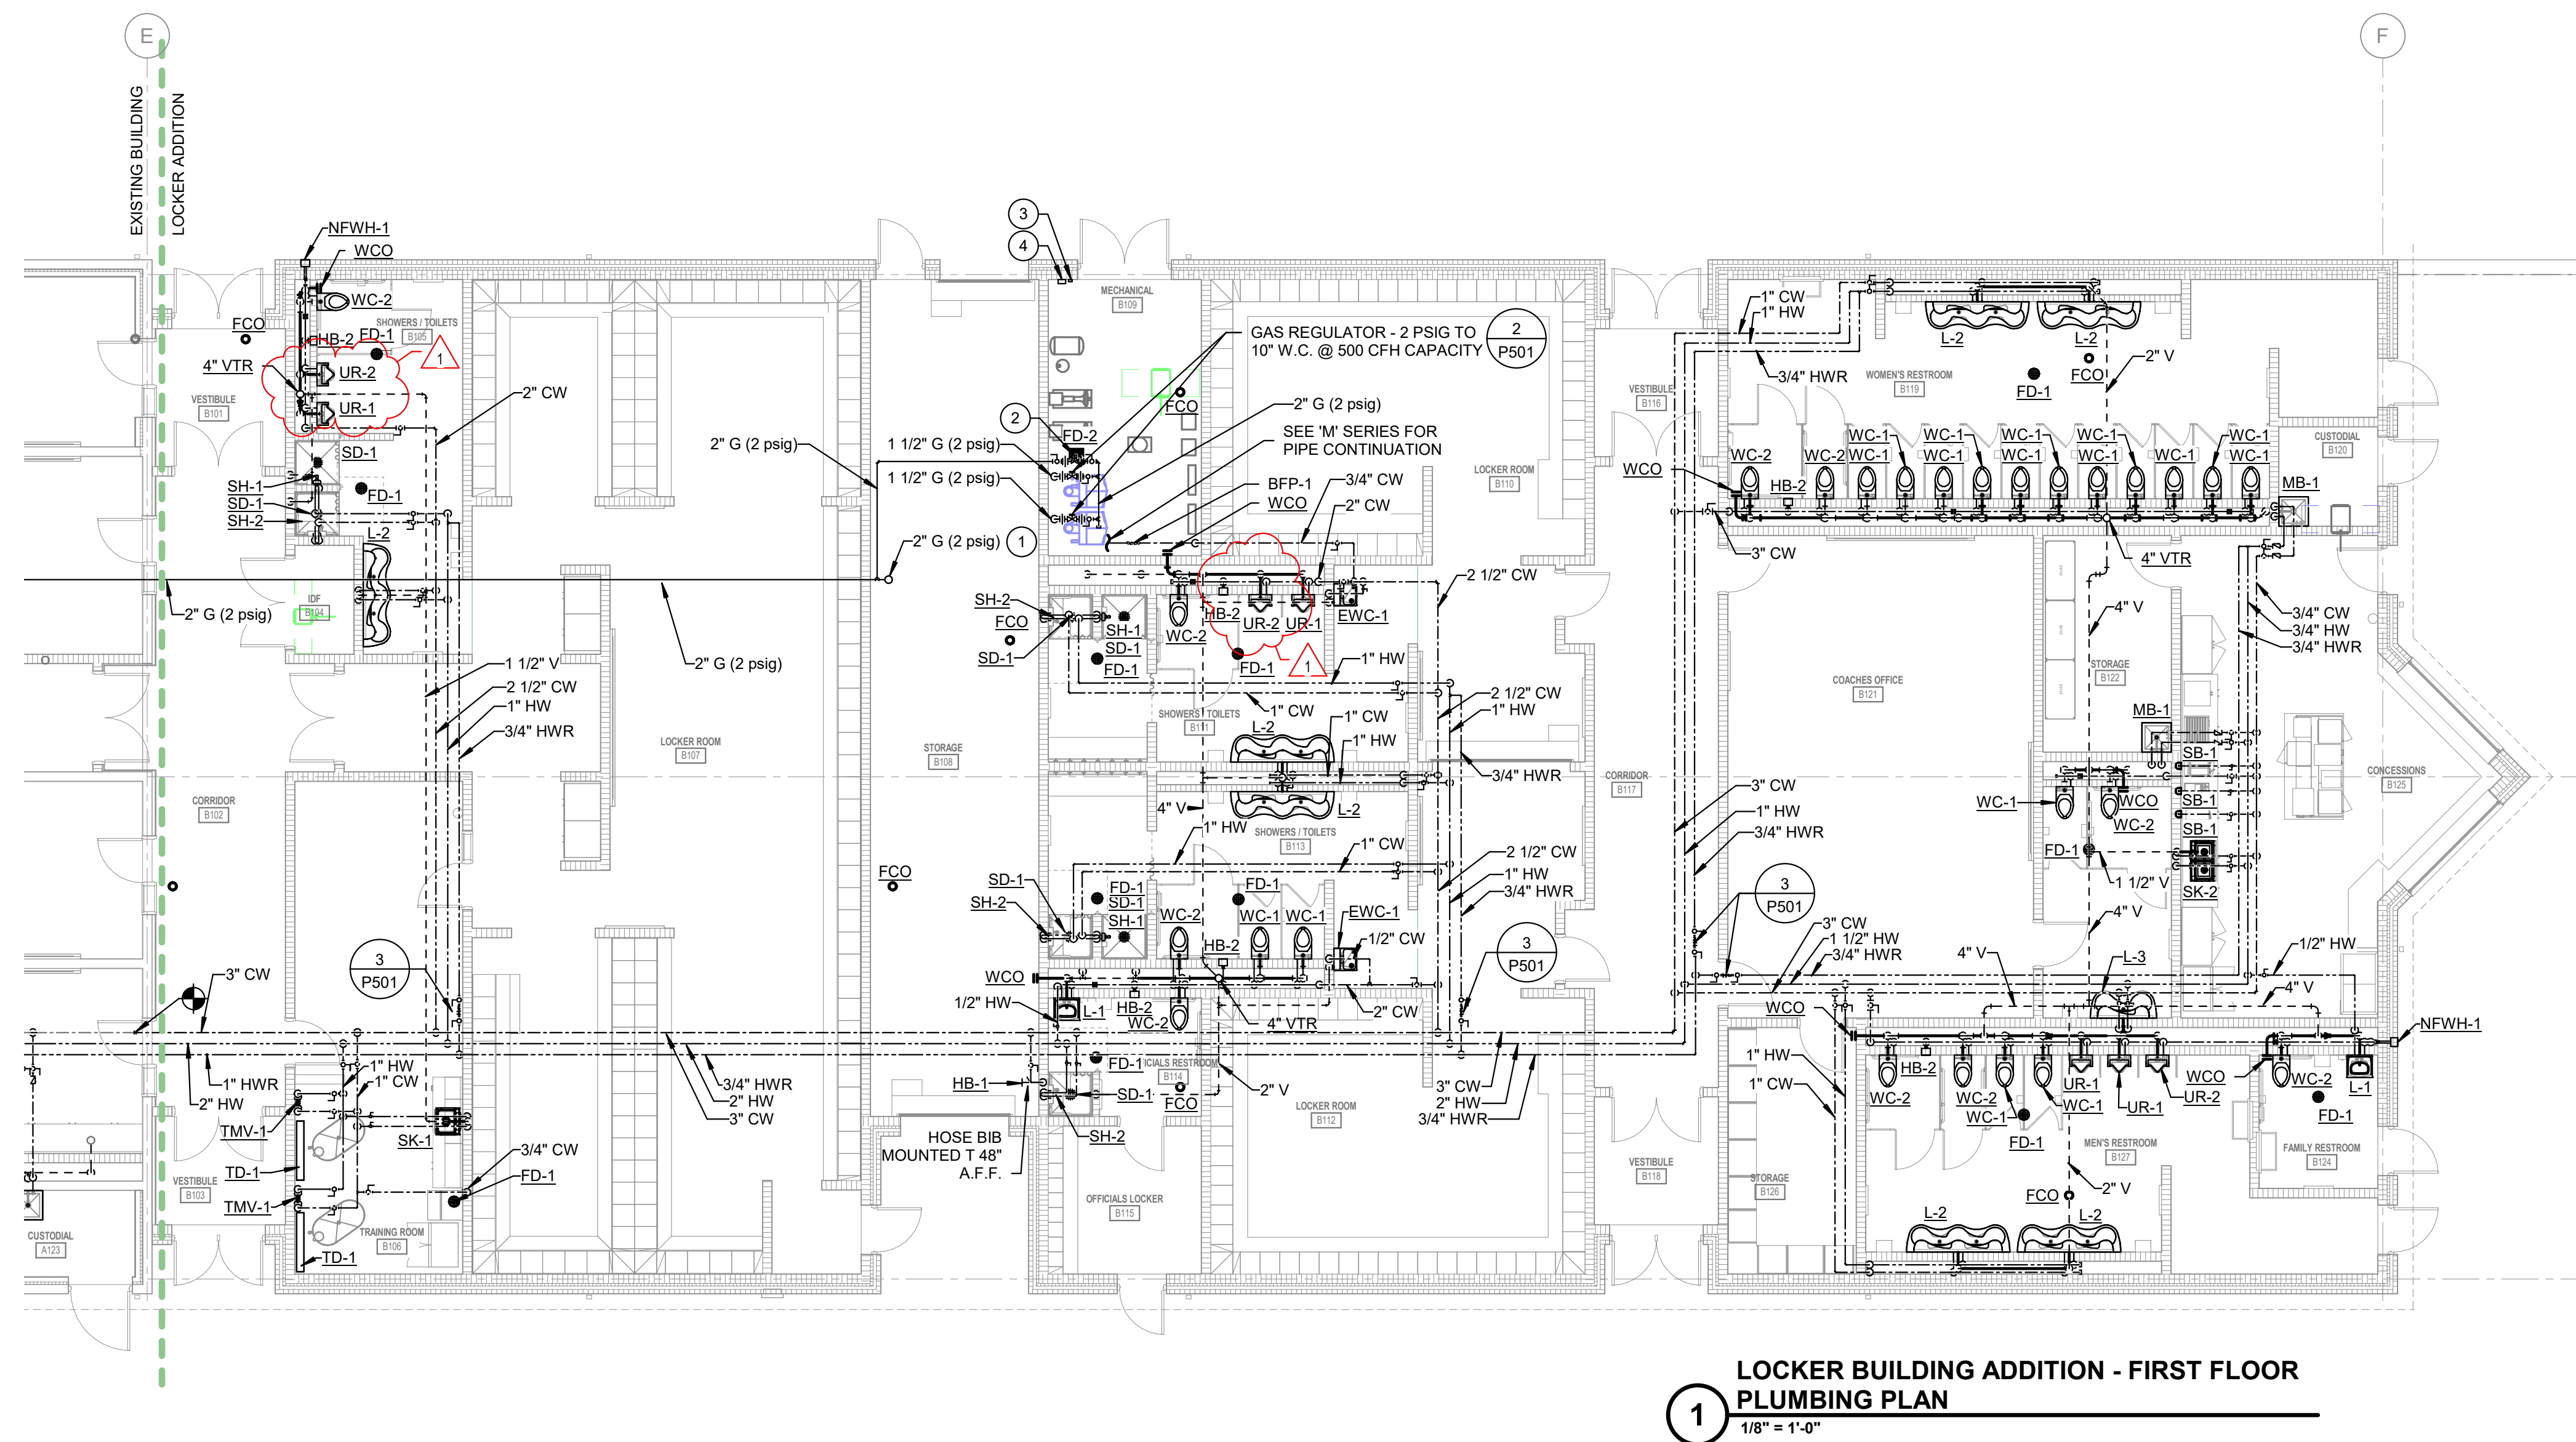 E
F
EXISTING BUILDING
LOCKER ADDITION
NFWH-1
WCO
WC-2
SHOWERS / TOILETS
B105
FCO
HB-2
FD-1
1
4" VTR
UR-2
UR-1
VESTIBULE
B101
2" CW
SD-1
SH-1
SD-1
SH-2
FD-1
L-2
IDF
B104
2" G (2 psig)
2" G (2 psig)
1 1/2" V
2 1/2" CW
1" HW
3/4" HWR
LOCKER ROOM
B107
CORRIDOR
B102
3
P501
3" CW
1" HWR
2" HW
1" HW
1" CW
TMV-1
SK-1
TD-1
VESTIBULE
B103
TMV-1
3/4" CW
FD-1
TRAINING ROOM
B106
TD-1
CUSTODIAL
A123
3/4" HWR
2" HW
3" CW
3
4
MECHANICAL
B109
GAS REGULATOR - 2 PSIG TO
10" W.C. @ 500 CFH CAPACITY
2
P501
FCO
2
FD-2
2" G (2 psig)
1 1/2" G (2 psig)
1 1/2" G (2 psig)
2" G (2 psig)
SEE 'M' SERIES FOR
PIPE CONTINUATION
BFP-1
WCO
3/4" CW
2" CW
LOCKER ROOM
B110
2" G (2 psig)
1
2 1/2" CW
SH-2
FCO
SD-1
SH-1
SD-1
FD-1
WC-2
HB-2
UR-2
UR-1
EWC-1
FD-1
1
1" HW
1" CW
2 1/2" CW
1" HW
3/4" HWR
SHOWERS / TOILETS
B111
L-2
1" CW
1" HW
STORAGE
B108
4" V
L-2
1" HW
SHOWERS / TOILETS
B113
1" CW
2 1/2" CW
1" HW
3/4" HWR
FCO
SD-1
SH-2
FD-1
SD-1
SH-1
FD-1
WC-2
WC-1
WC-1
EWC-1
1/2" CW
HB-2
3
P501
WCO
1/2" HW
L-1
HB-2
WC-2
4" VTR
2" CW
FD-1
ICIALS RESTROOM
B114
HB-1
SD-1
FCO
2" V
SH-2
HOSE BIB
MOUNTED T 48"
A.F.F.
OFFICIALS LOCKER
B115
LOCKER ROOM
B112
3" CW
2" HW
3/4" HWR
VESTIBULE
B116
CORRIDOR
B117
VESTIBULE
B118
1" CW
1" HW
3/4" HWR
WOMEN'S RESTROOM
B119
L-2
L-2
FCO
FD-1
2" V
CUSTODIAL
B120
WCO
WC-2
HB-2
WC-2
WC-1
WC-1
WC-1
WC-1
WC-1
WC-1
WC-1
WC-1
WC-1
WC-1
WC-1
MB-1
3" CW
4" VTR
4" V
3/4" CW
3/4" HW
3/4" HWR
STORAGE
B122
COACHES OFFICE
B121
MB-1
SB-1
SB-1
SB-1
SK-2
CONCESSIONS
B125
WC-1
WCO
WC-2
FD-1
1 1/2" V
4" V
3" CW
1" HW
3/4" HWR
3
P501
3" CW
1 1/2" HW
3/4" HWR
4" V
L-3
1/2" HW
4" V
WCO
NFWH-1
1" HW
1" CW
HB-2
WC-2
WC-2
WC-1
WC-1
UR-1
UR-1
UR-2
WCO
WC-2
L-1
FD-1
FD-1
MEN'S RESTROOM
B127
FAMILY RESTROOM
B124
STORAGE
B126
FCO
2" V
L-2
L-2
LOCKER BUILDING ADDITION - FIRST FLOOR
PLUMBING PLAN
1
1/8" = 1'-0"